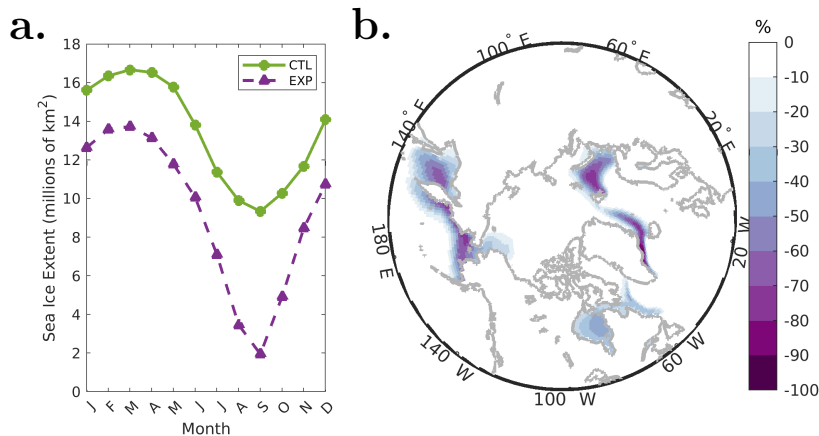 a.
18
16
14
12
10
8
6
4
2
0
Sea Ice Extent (millions of km²)
J F M A M J J A S O N D
Month
CTL
EXP
b.
100° E
60° E
140° E
20° E
180 E
20 W
140 W
60 W
100 W
%
0
-10
-20
-30
-40
-50
-60
-70
-80
-90
-100